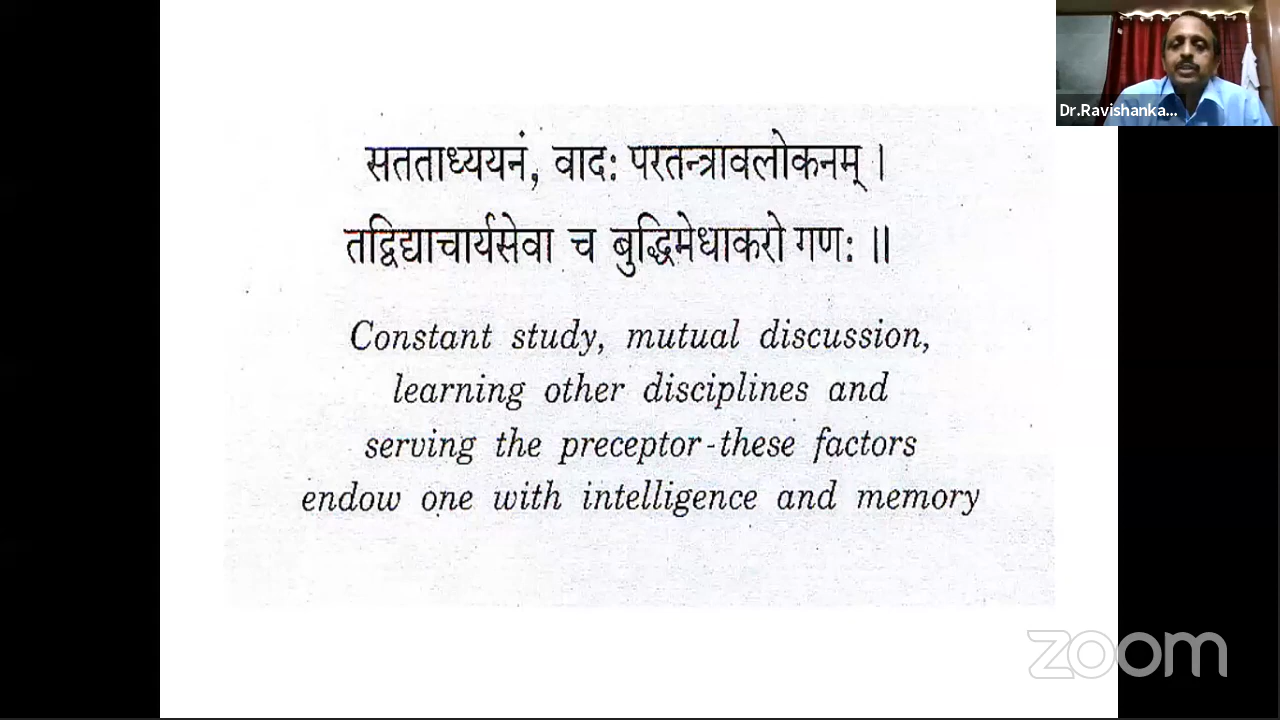 Dr.Ravishanka...
सतताध्ययनं, वादः परतन्त्रावलोकनम् ।
तद्विद्याचार्यसेवा च बुद्धिमेधाकरो गणः ॥
Constant study, mutual discussion,
learning other disciplines and
serving the preceptor - these factors
endow one with intelligence and memory
zoom